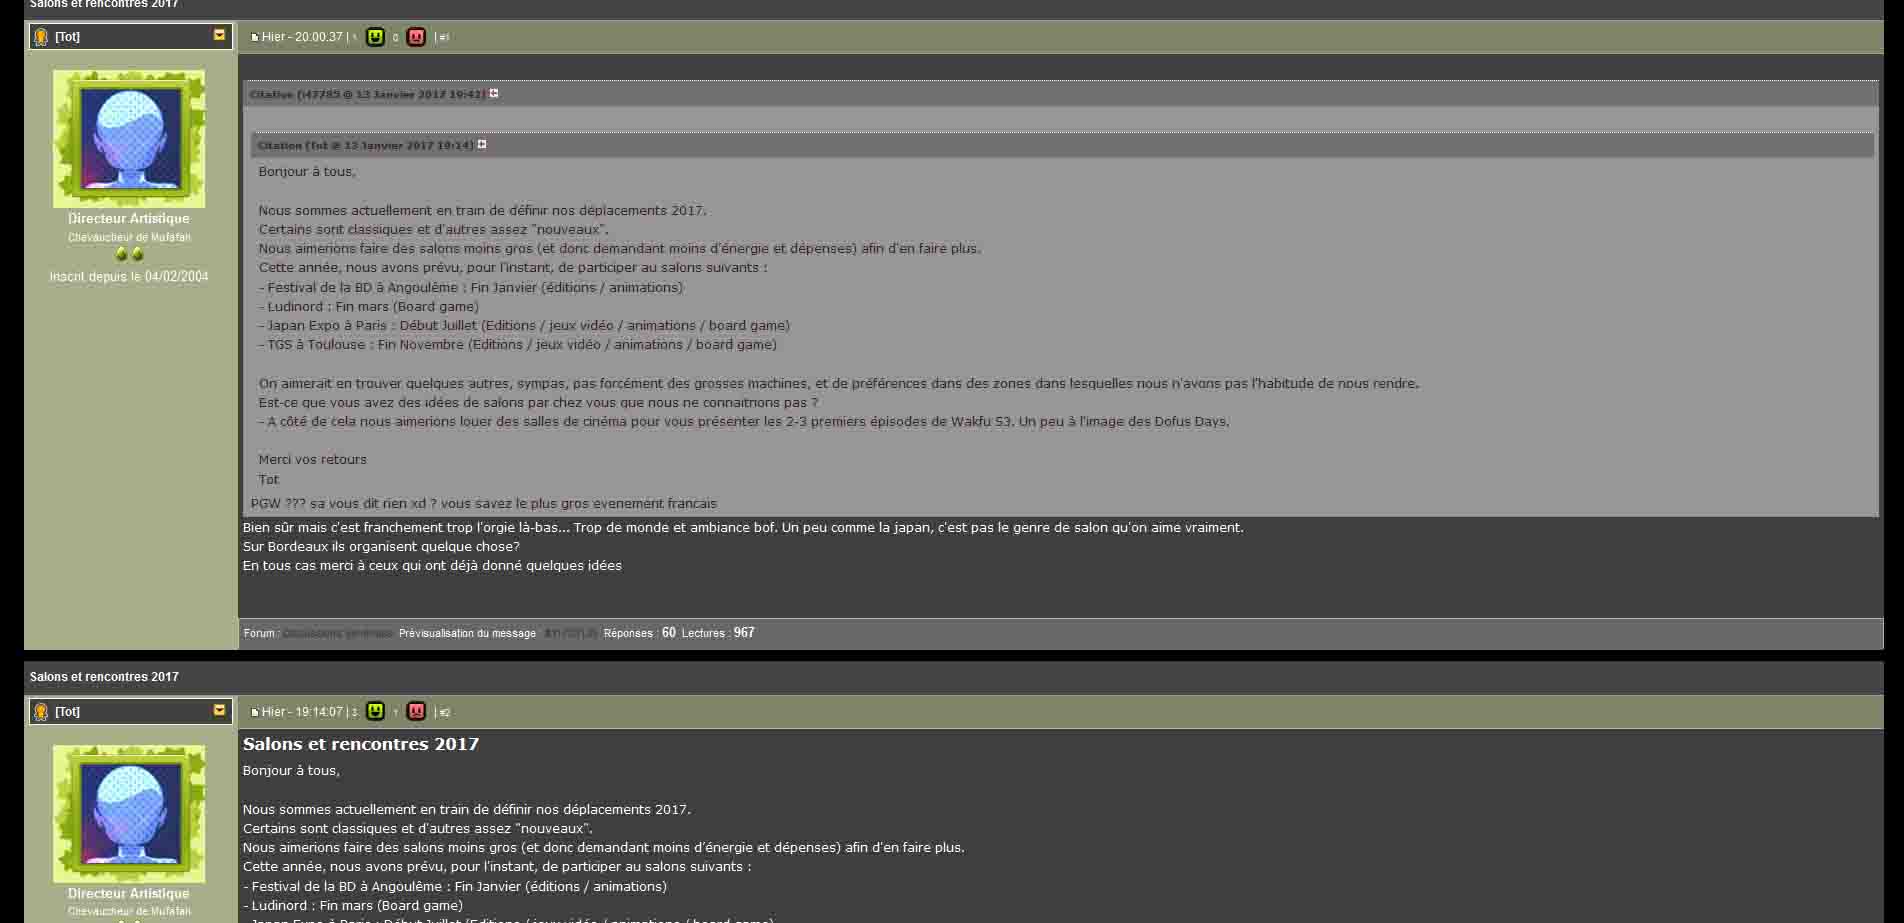 Salons et rencontres 2017
[Tot]
Hier - 20:00:37 | #1
Directeur Artistique
Chevaucheur de Mufafah
Inscrit depuis le 04/02/2004
Citation (i47785 @ 13 Janvier 2017 19:42)
Citation (Tot @ 13 Janvier 2017 19:14)
Bonjour à tous,
Nous sommes actuellement en train de définir nos déplacements 2017.
Certains sont classiques et d'autres assez "nouveaux".
Nous aimerions faire des salons moins gros (et donc demandant moins d'énergie et dépenses) afin d'en faire plus.
Cette année, nous avons prévu, pour l'instant, de participer au salons suivants :
- Festival de la BD à Angoulême : Fin Janvier (éditions / animations)
- Ludinord : Fin mars (Board game)
- Japan Expo à Paris : Début Juillet (Editions / jeux vidéo / animations / board game)
- TGS à Toulouse : Fin Novembre (Editions / jeux vidéo / animations / board game)
On aimerait en trouver quelques autres, sympas, pas forcément des grosses machines, et de préférences dans des zones dans lesquelles nous n'avons pas l'habitude de nous rendre.
Est-ce que vous avez des idées de salons par chez vous que nous ne connaitrions pas ?
- A côté de cela nous aimerions louer des salles de cinéma pour vous présenter les 2-3 premiers épisodes de Wakfu S3. Un peu à l'image des Dofus Days.
Merci vos retours
Tot
PGW ??? sa vous dit rien xd ? vous savez le plus gros evenement francais
Bien sûr mais c'est franchement trop l'orgie là-bas... Trop de monde et ambiance bof. Un peu comme la japan, c'est pas le genre de salon qu'on aime vraiment.
Sur Bordeaux ils organisent quelque chose?
En tous cas merci à ceux qui ont déjà donné quelques idées
Forum : Prévisualisation du message Réponses : 60 Lectures : 967
Salons et rencontres 2017
[Tot]
Hier - 19:14:07 | #2
Directeur Artistique
Chevaucheur de Mufafah
Salons et rencontres 2017
Bonjour à tous,
Nous sommes actuellement en train de définir nos déplacements 2017.
Certains sont classiques et d'autres assez "nouveaux".
Nous aimerions faire des salons moins gros (et donc demandant moins d'énergie et dépenses) afin d'en faire plus.
Cette année, nous avons prévu, pour l'instant, de participer au salons suivants :
- Festival de la BD à Angoulême : Fin Janvier (éditions / animations)
- Ludinord : Fin mars (Board game)
- Japan Expo à Paris : Début Juillet (Editions / jeux vidéo / animations / board game)